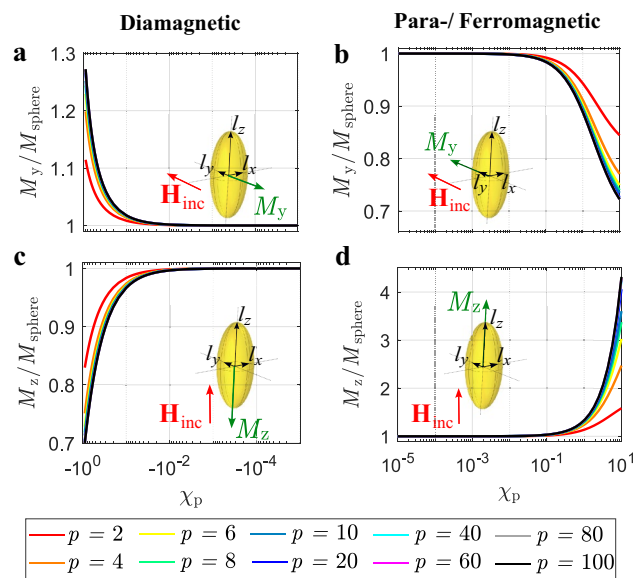 Diamagnetic
Para-/ Ferromagnetic
a
M_y/M_sphere
1.3
1.2
1.1
1
l_z
l_y
l_x
H_inc
M_y
b
M_y/M_sphere
1
0.9
0.8
0.7
l_z
M_y
l_y
l_x
H_inc
c
M_z/M_sphere
1
0.9
0.8
0.7
l_z
l_y
l_x
H_inc
M_z
-10^0
-10^-2
-10^-4
χ_p
d
M_z/M_sphere
5
4
3
2
1
M_z
l_z
l_y
l_x
H_inc
10^-5
10^-3
10^-1
10^1
χ_p
p = 2
p = 6
p = 10
p = 40
p = 80
p = 4
p = 8
p = 20
p = 60
p = 100